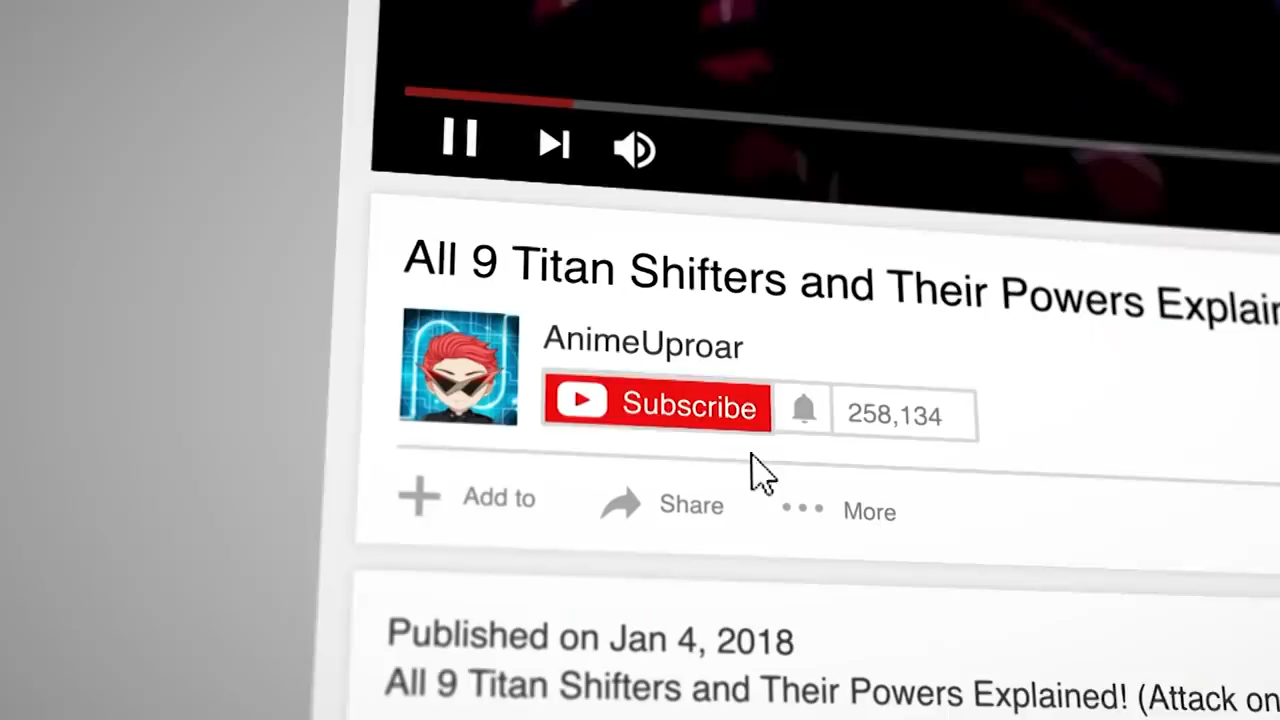 All 9 Titan Shifters and Their Powers Explain
AnimeUproar
Subscribe 258,134
Add to Share More
Published on Jan 4, 2018
All 9 Titan Shifters and Their Powers Explained! (Attack on